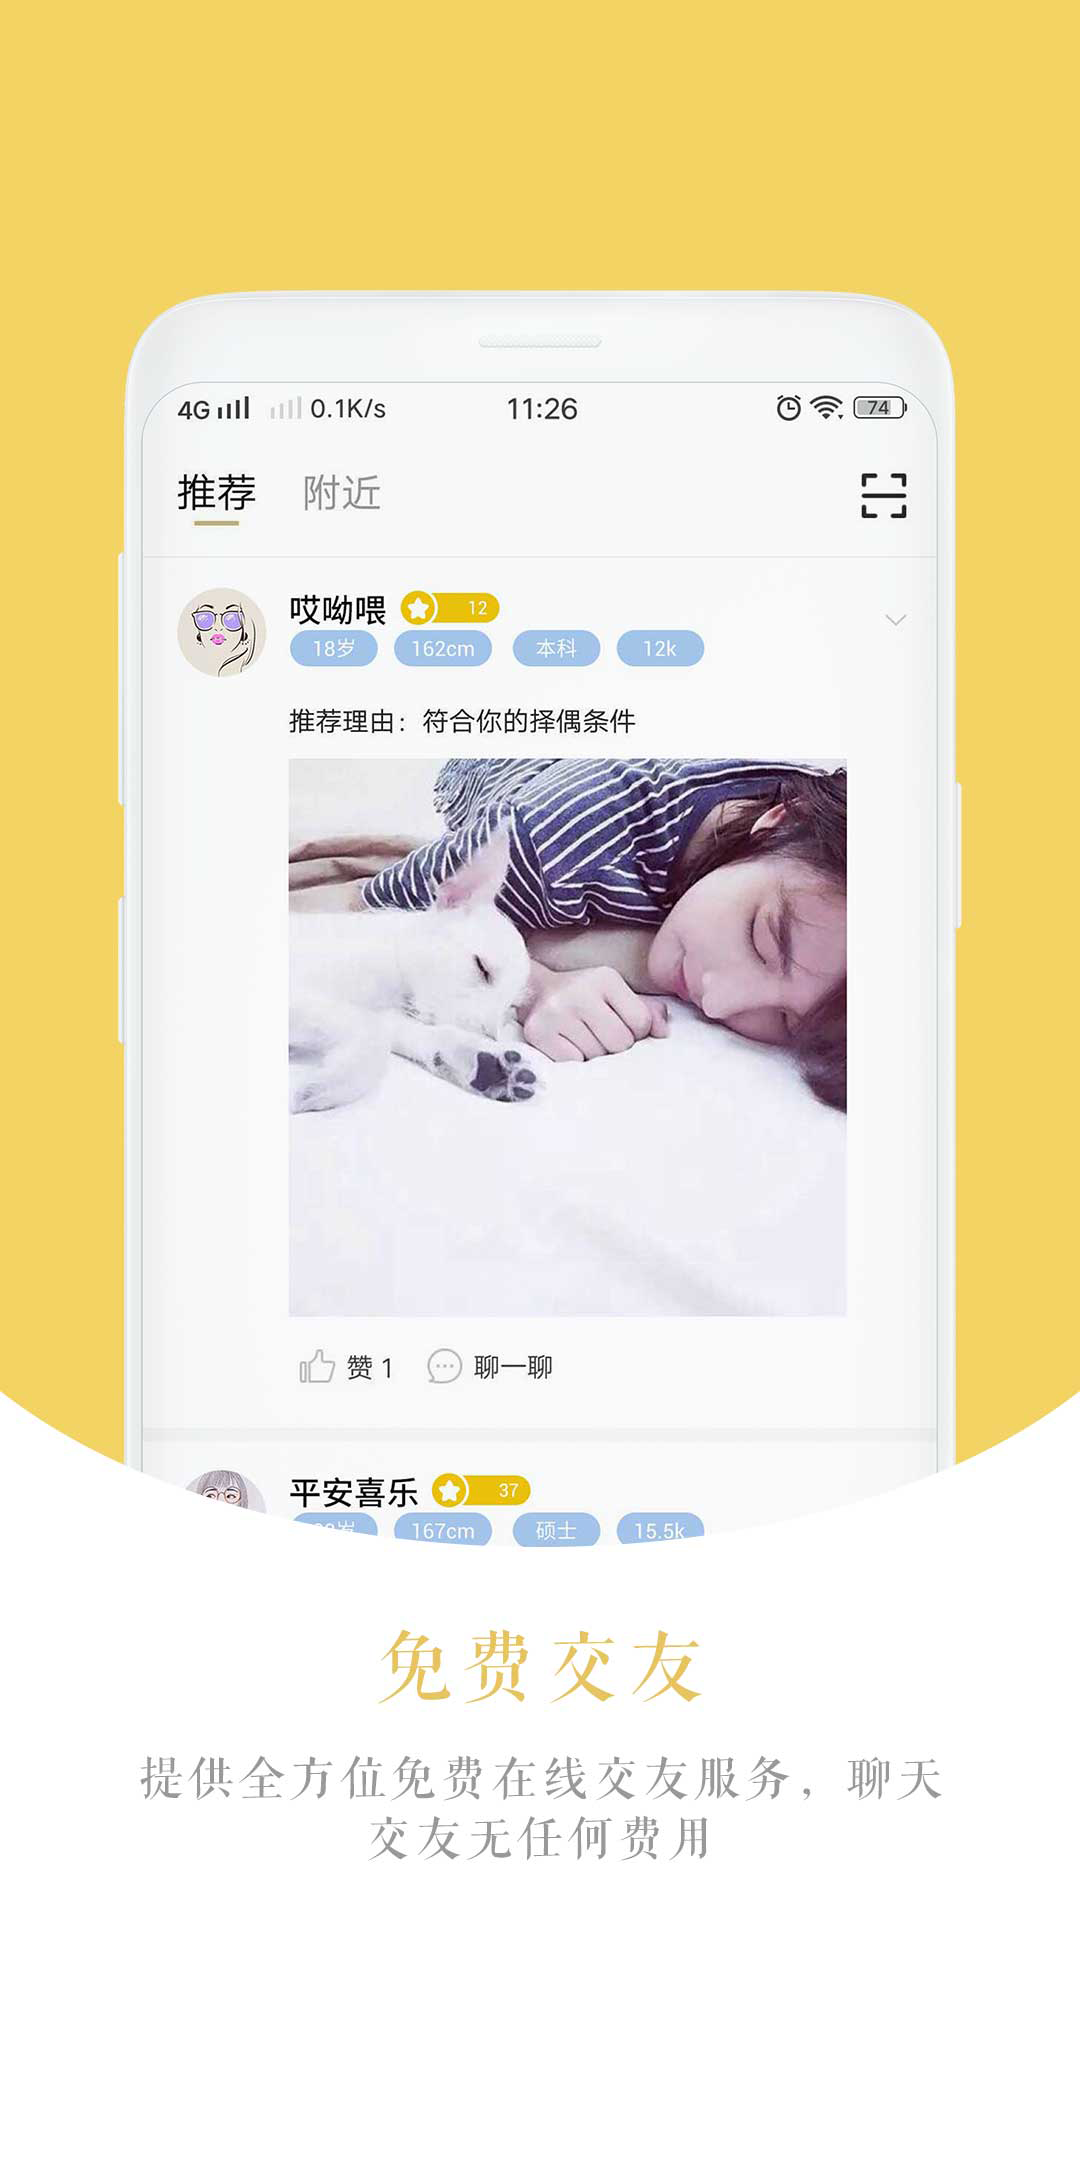 4G 0.1K/s 11:26 74
推荐 附近
哎呦喂 12
18岁 162cm 本科 12k
推荐理由：符合你的择偶条件
赞 1 聊一聊
平安喜乐 37
岁 167cm 硕士 15.5k
免费交友
提供全方位免费在线交友服务，聊天
交友无任何费用